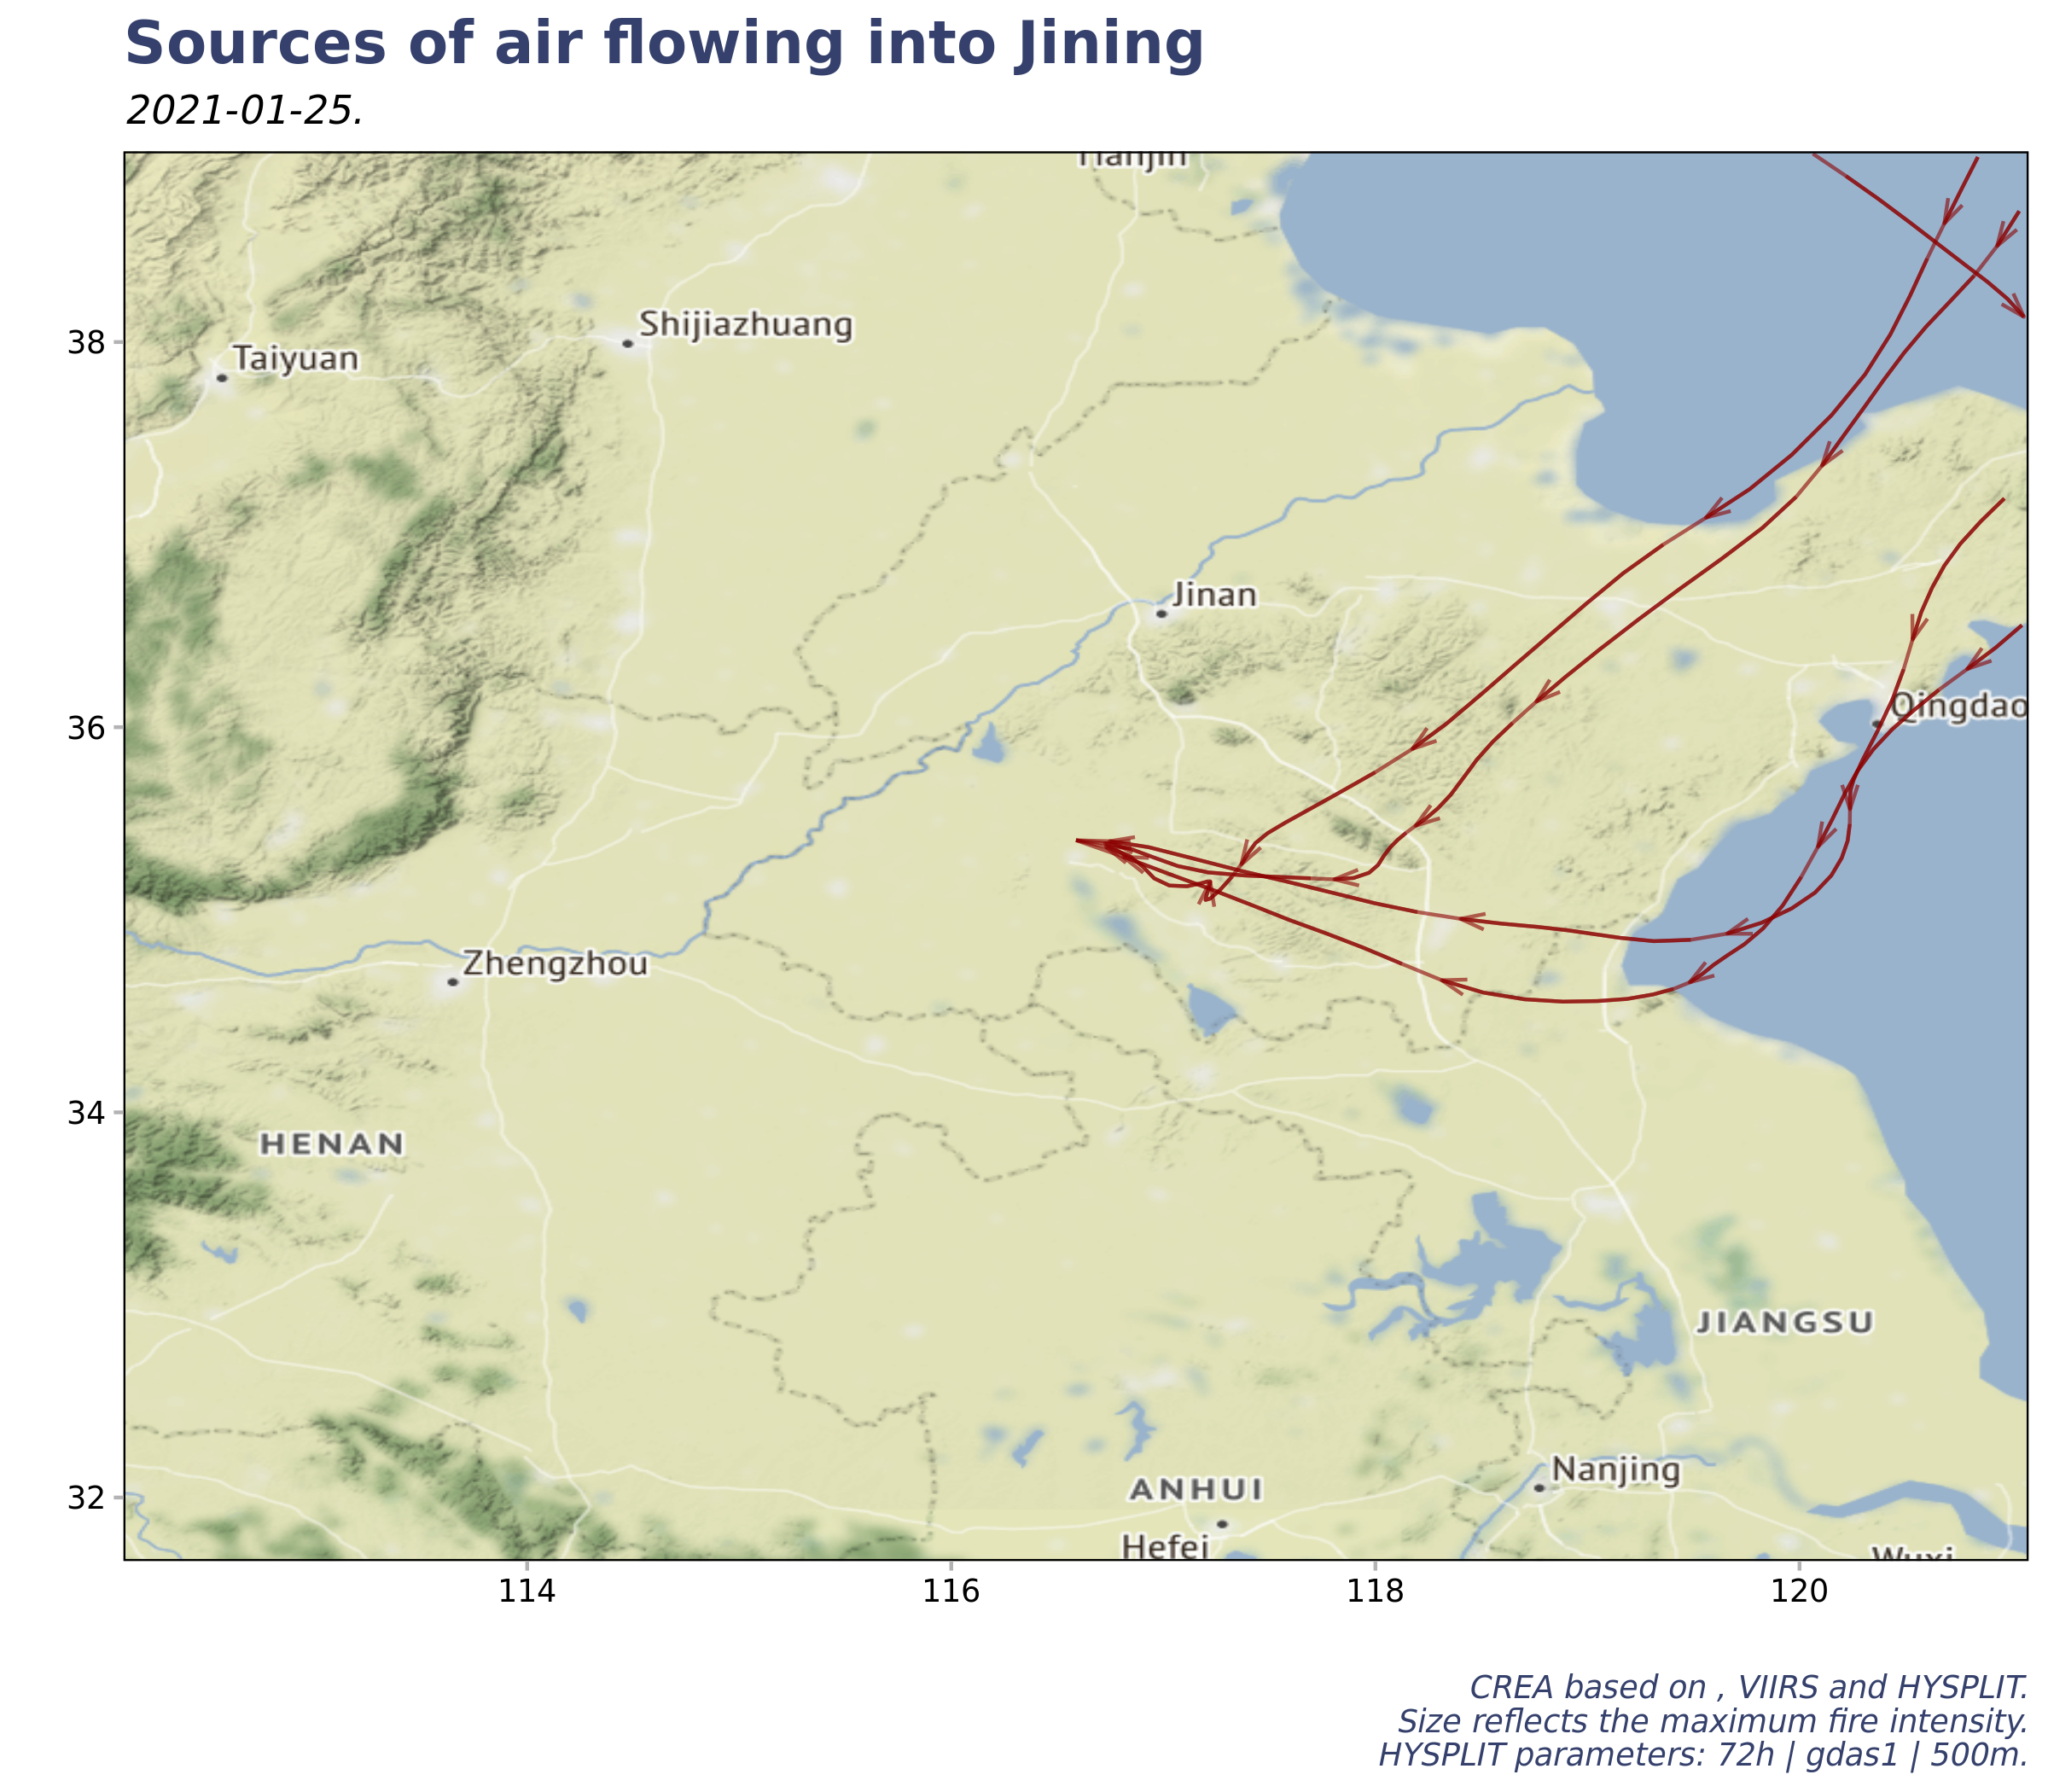 Sources of air flowing into Jining
2021-01-25.
Tianjin
38
Shijiazhuang
Taiyuan
Jinan
36
Qingdao
Zhengzhou
34
HENAN
JIANGSU
32
Nanjing
ANHUI
Hefei
Wuxi
114 116 118 120
CREA based on , VIIRS and HYSPLIT.
Size reflects the maximum fire intensity.
HYSPLIT parameters: 72h | gdas1 | 500m.